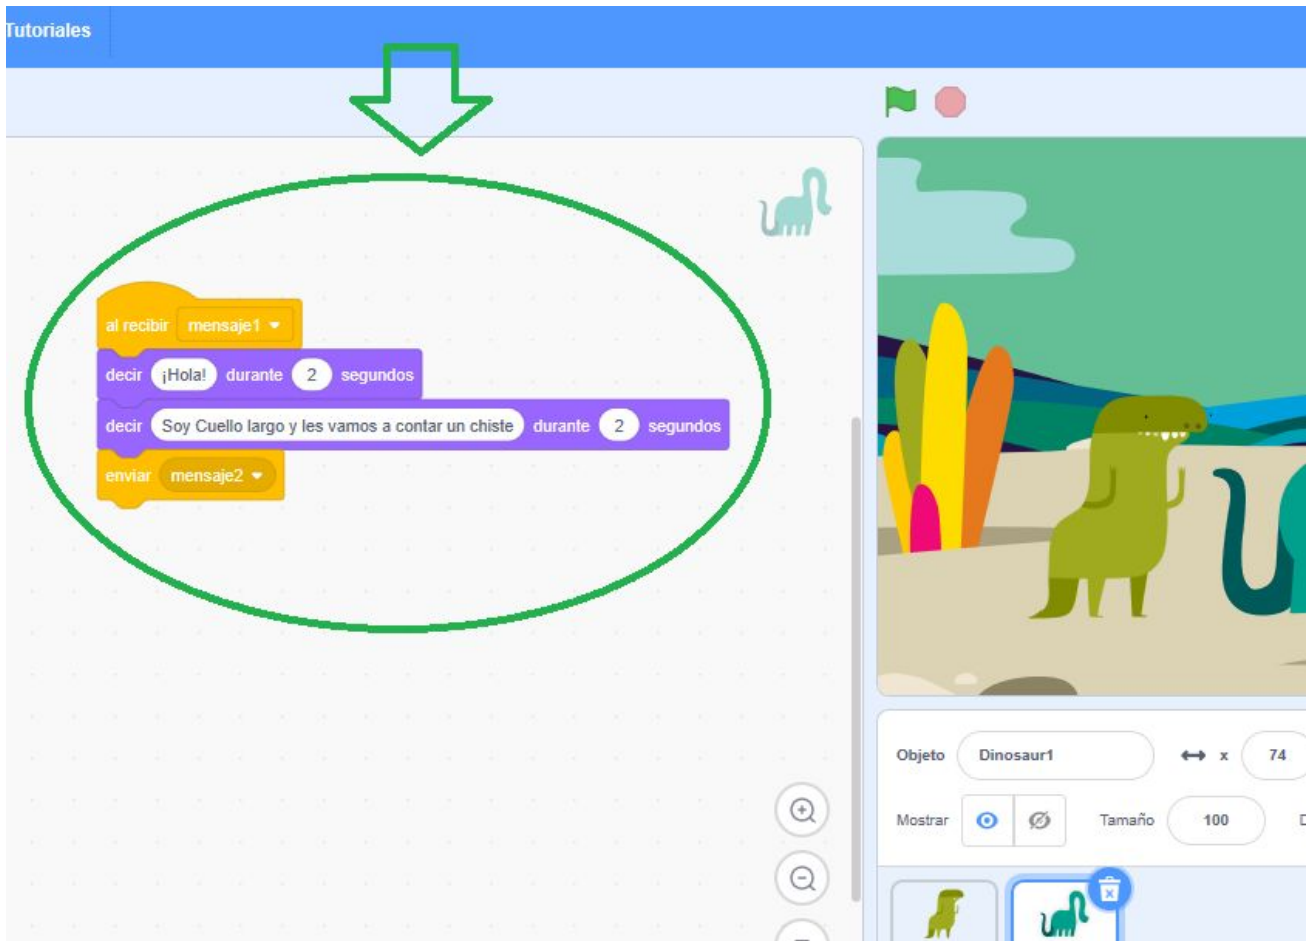 Tutoriales
al recibir mensaje1
decir ¡Hola! durante 2 segundos
decir Soy Cuello largo y les vamos a contar un chiste durante 2 segundos
enviar mensaje2
Objeto Dinosaur1 x 74
Mostrar Tamaño 100 D